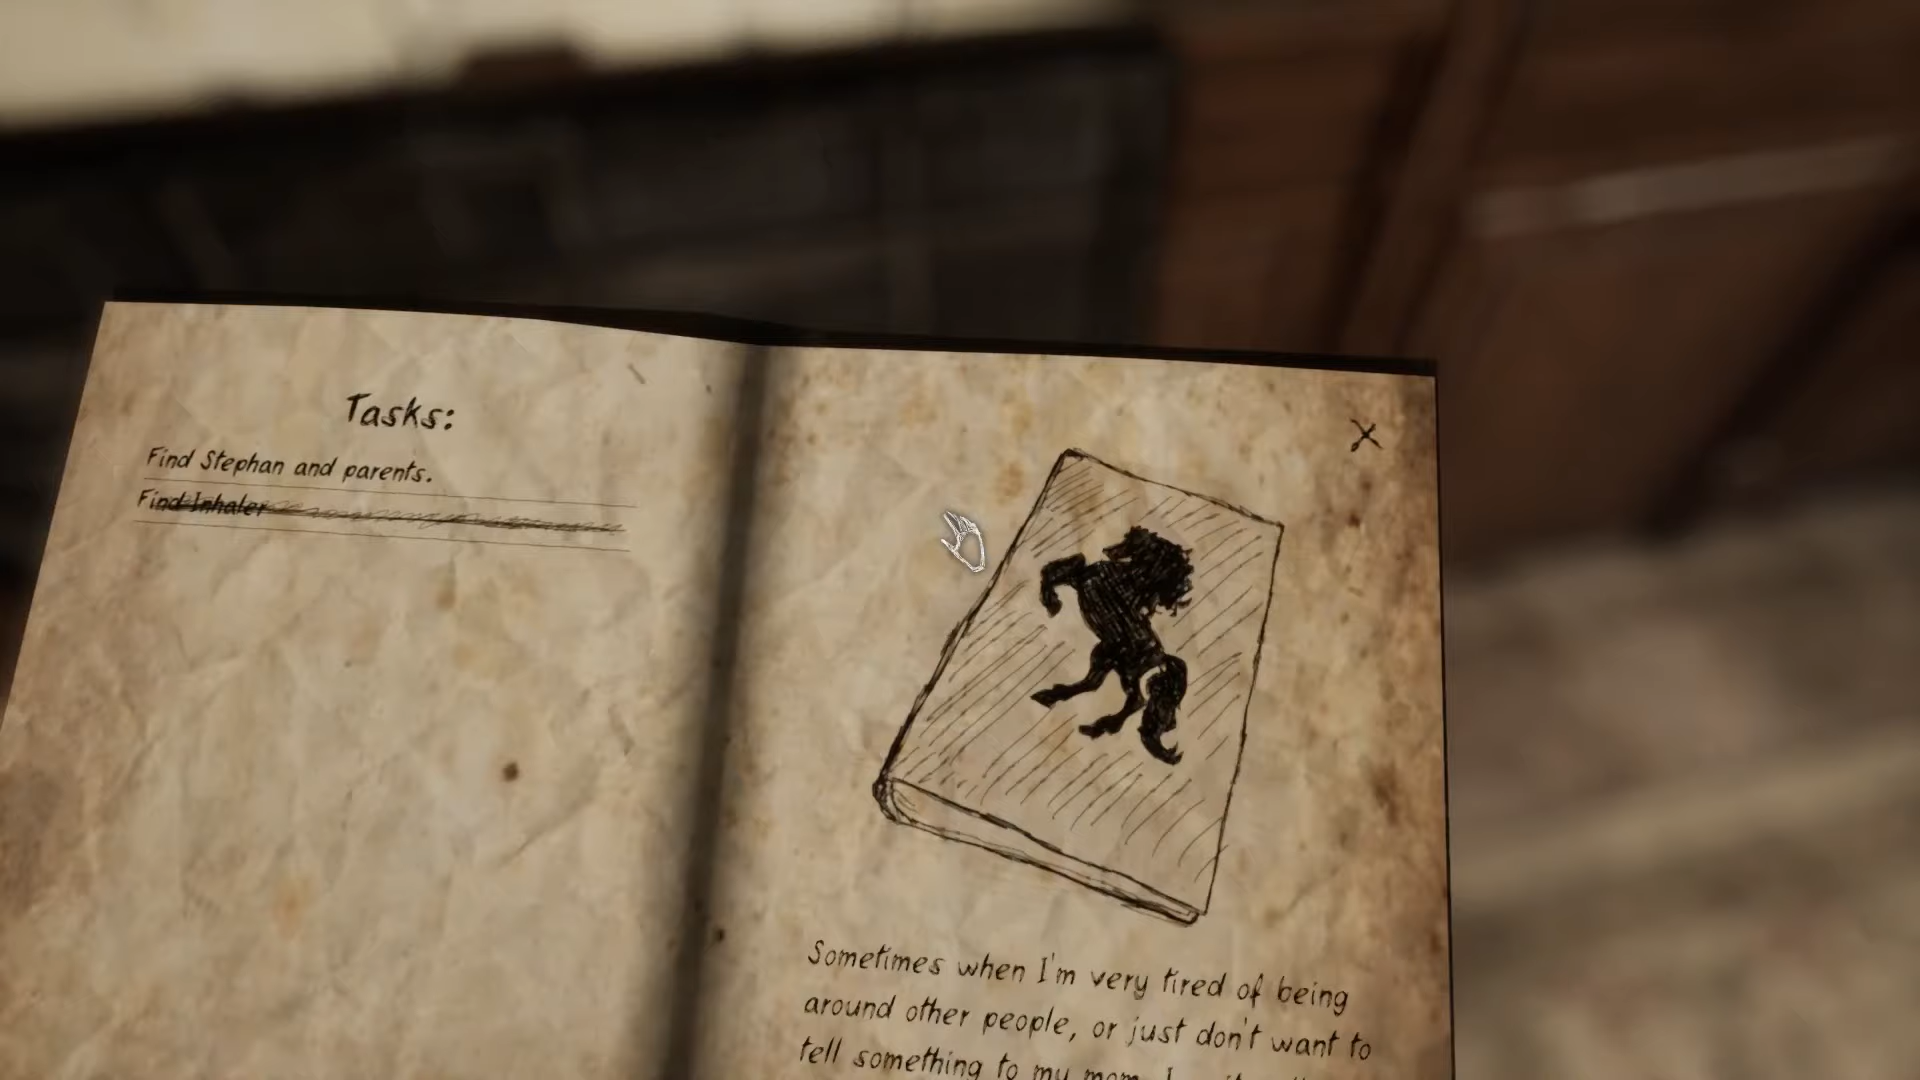 Tasks:
Find Stephan and parents.
Find Inhaler
Sometimes when I'm very tired of being
around other people, or just don't want to
tell something to my mom, I